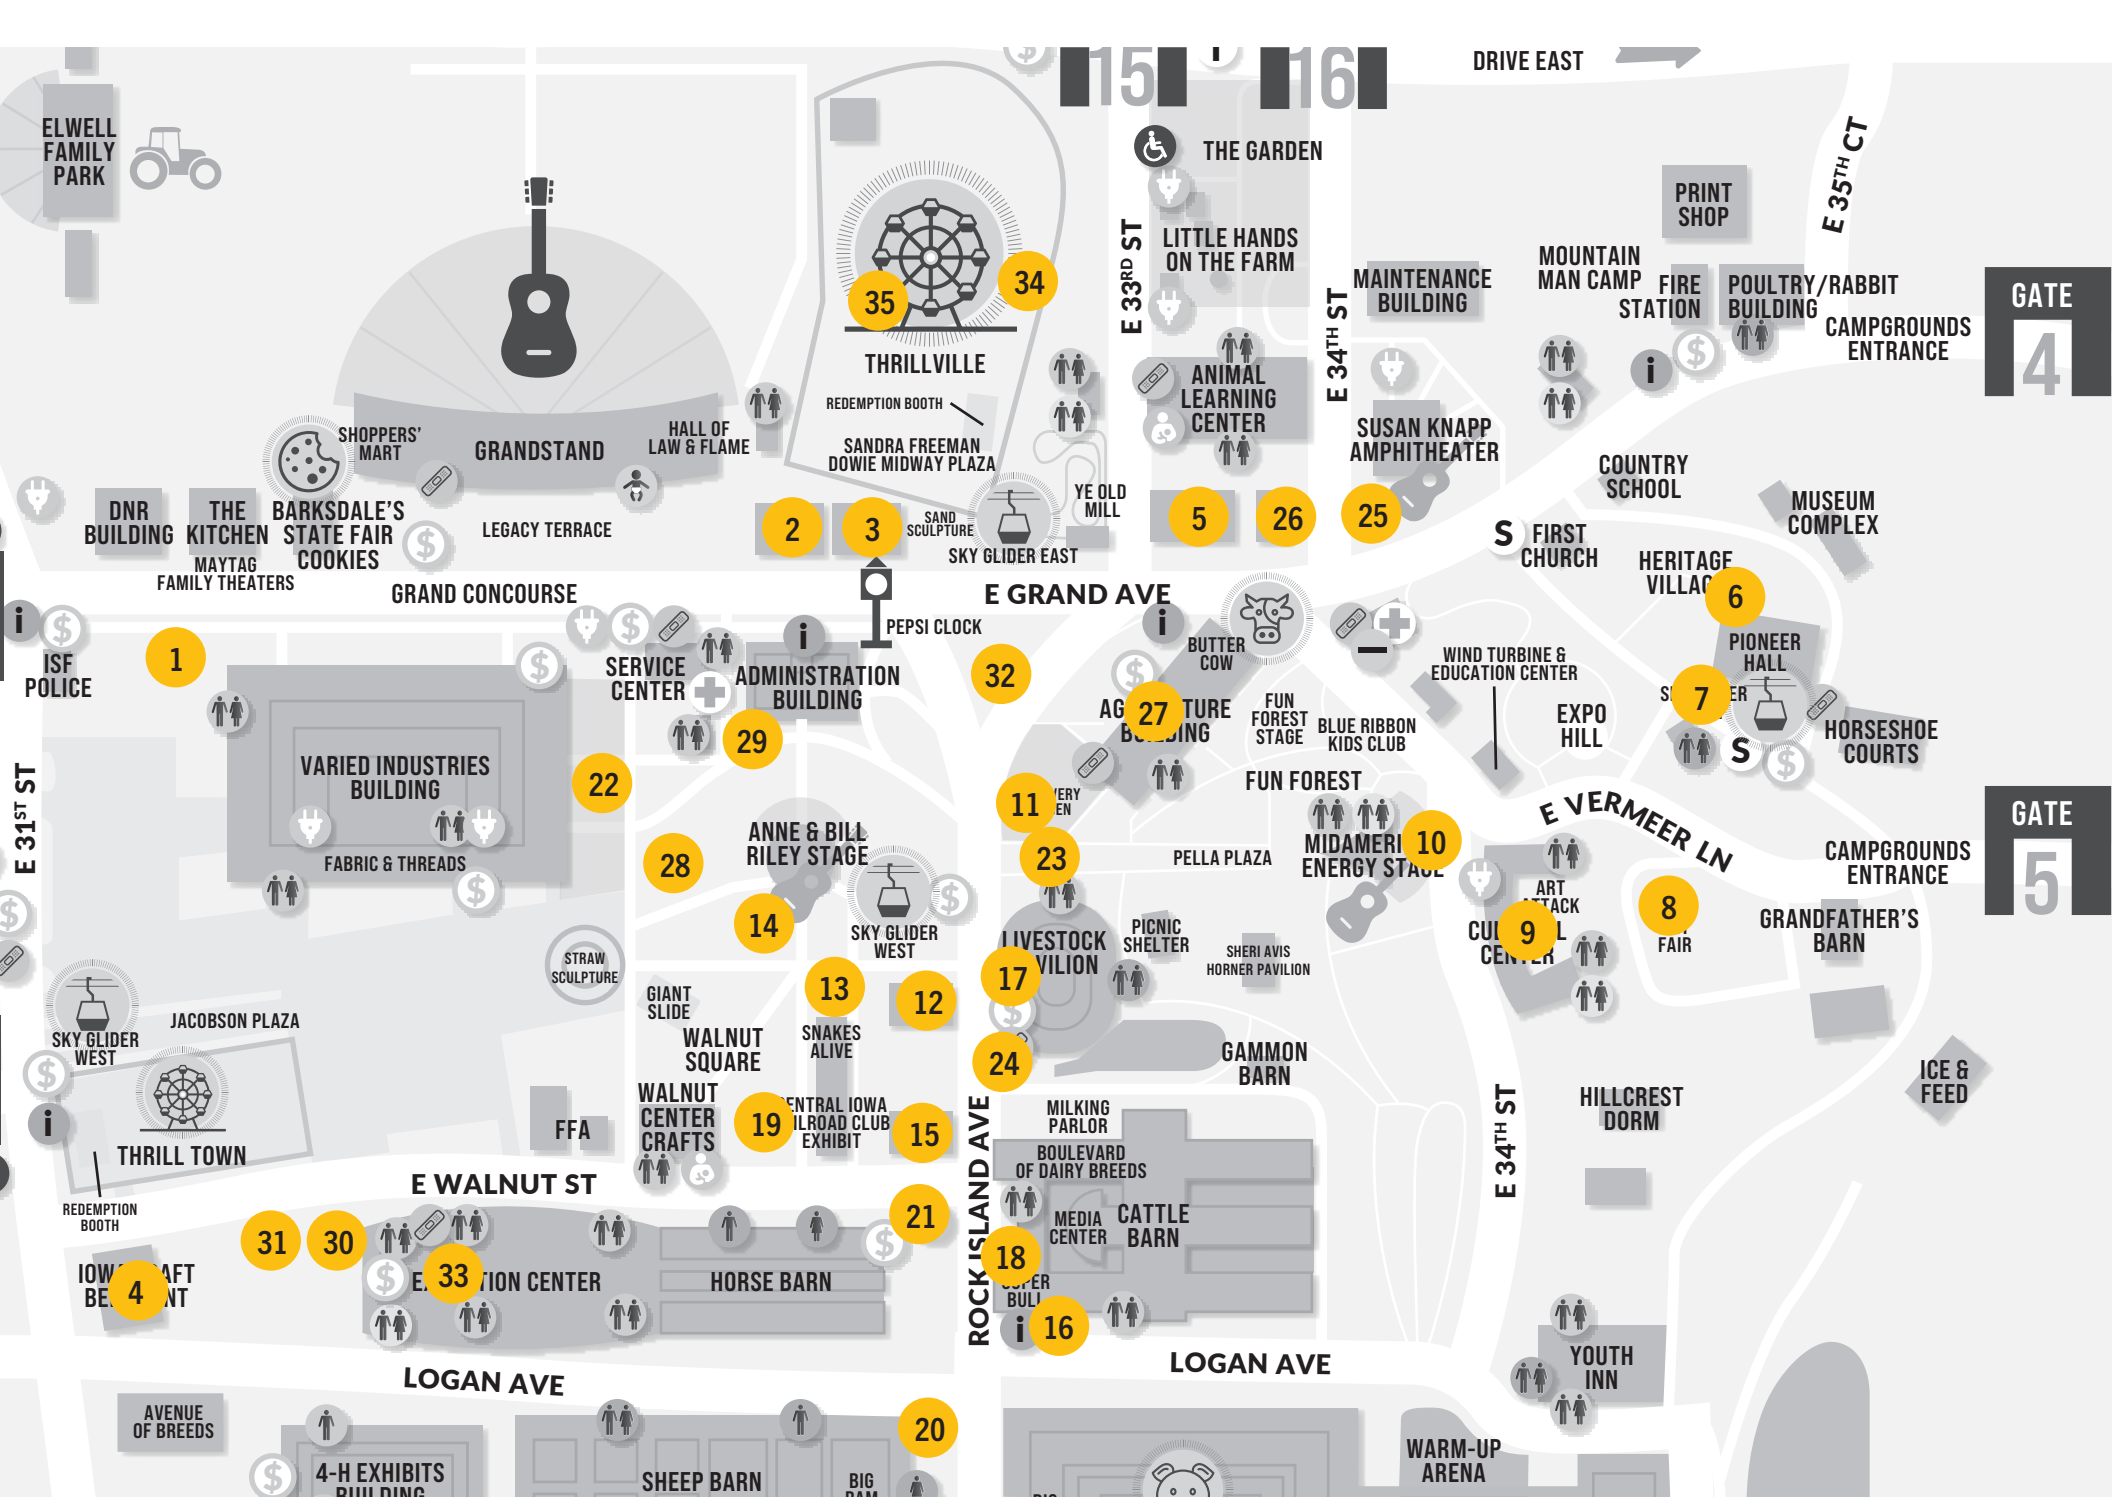 15
i
16
DRIVE EAST
ELWELL
FAMILY
PARK
THE GARDEN
E 35TH CT
PRINT
SHOP
LITTLE HANDS
ON THE FARM
E 33RD ST
MOUNTAIN
MAN CAMP
MAINTENANCE
BUILDING
FIRE
STATION
POULTRY/RABBIT
BUILDING
GATE
4
CAMPGROUNDS
ENTRANCE
34
35
E 34TH ST
THRILLVILLE
i
$
ANIMAL
LEARNING
CENTER
REDEMPTION BOOTH
SHOPPERS'
MART
GRANDSTAND
HALL OF
LAW & FLAME
SANDRA FREEMAN
DOWIE MIDWAY PLAZA
SUSAN KNAPP
AMPHITHEATER
COUNTRY
SCHOOL
MUSEUM
COMPLEX
YE OLD
MILL
DNR
BUILDING
THE
KITCHEN
MAYTAG
FAMILY THEATERS
BARKSDALE'S
STATE FAIR
COOKIES
$
LEGACY TERRACE
2
3
SAND
SCULPTURE
SKY GLIDER EAST
5
26
25
S
FIRST
CHURCH
HERITAGE
6
GRAND CONCOURSE
E GRAND AVE
PEPSI CLOCK
i
$
ISF
POLICE
1
$
$
SERVICE
CENTER
i
ADMINISTRATION
BUILDING
32
i
BUTTER
COW
$
27
WIND TURBINE &
EDUCATION CENTER
PIONEER
HALL
7
EXPO
HILL
HORSESHOE
COURTS
S
$
FUN
FOREST
STAGE
BLUE RIBBON
KIDS CLUB
29
22
VARIED INDUSTRIES
BUILDING
FUN FOREST
E VERMEER LN
GATE
5
CAMPGROUNDS
ENTRANCE
E 31ST ST
11
ANNE & BILL
RILEY STAGE
10
FABRIC & THREADS
28
23
PELLA PLAZA
ENERGY STAGE
$
$
$
14
SKY GLIDER
WEST
ART
ATTACK
9
CENTER
8
FAIR
GRANDFATHER'S
BARN
STRAW
SCULPTURE
LIVESTOCK
17
PICNIC
SHELTER
SHERI AVIS
HORNER PAVILION
13
12
$
GIANT
SLIDE
JACOBSON PLAZA
SKY GLIDER
WEST
WALNUT
SQUARE
SNAKES
ALIVE
24
GAMMON
BARN
$
i
ICE &
FEED
HILLCREST
DORM
WALNUT
CENTER
CRAFTS
FFA
19
EXHIBIT
15
MILKING
PARLOR
BOULEVARD
OF DAIRY BREEDS
ROCK ISLAND AVE
E 34TH ST
THRILL TOWN
E WALNUT ST
REDEMPTION
BOOTH
31
30
21
$
MEDIA
CENTER
CATTLE
BARN
4
$
33
CENTER
HORSE BARN
18
i
16
LOGAN AVE
LOGAN AVE
YOUTH
INN
AVENUE
OF BREEDS
20
$
4-H EXHIBITS
BUILDING
SHEEP BARN
BIG
RAM
WARM-UP
ARENA